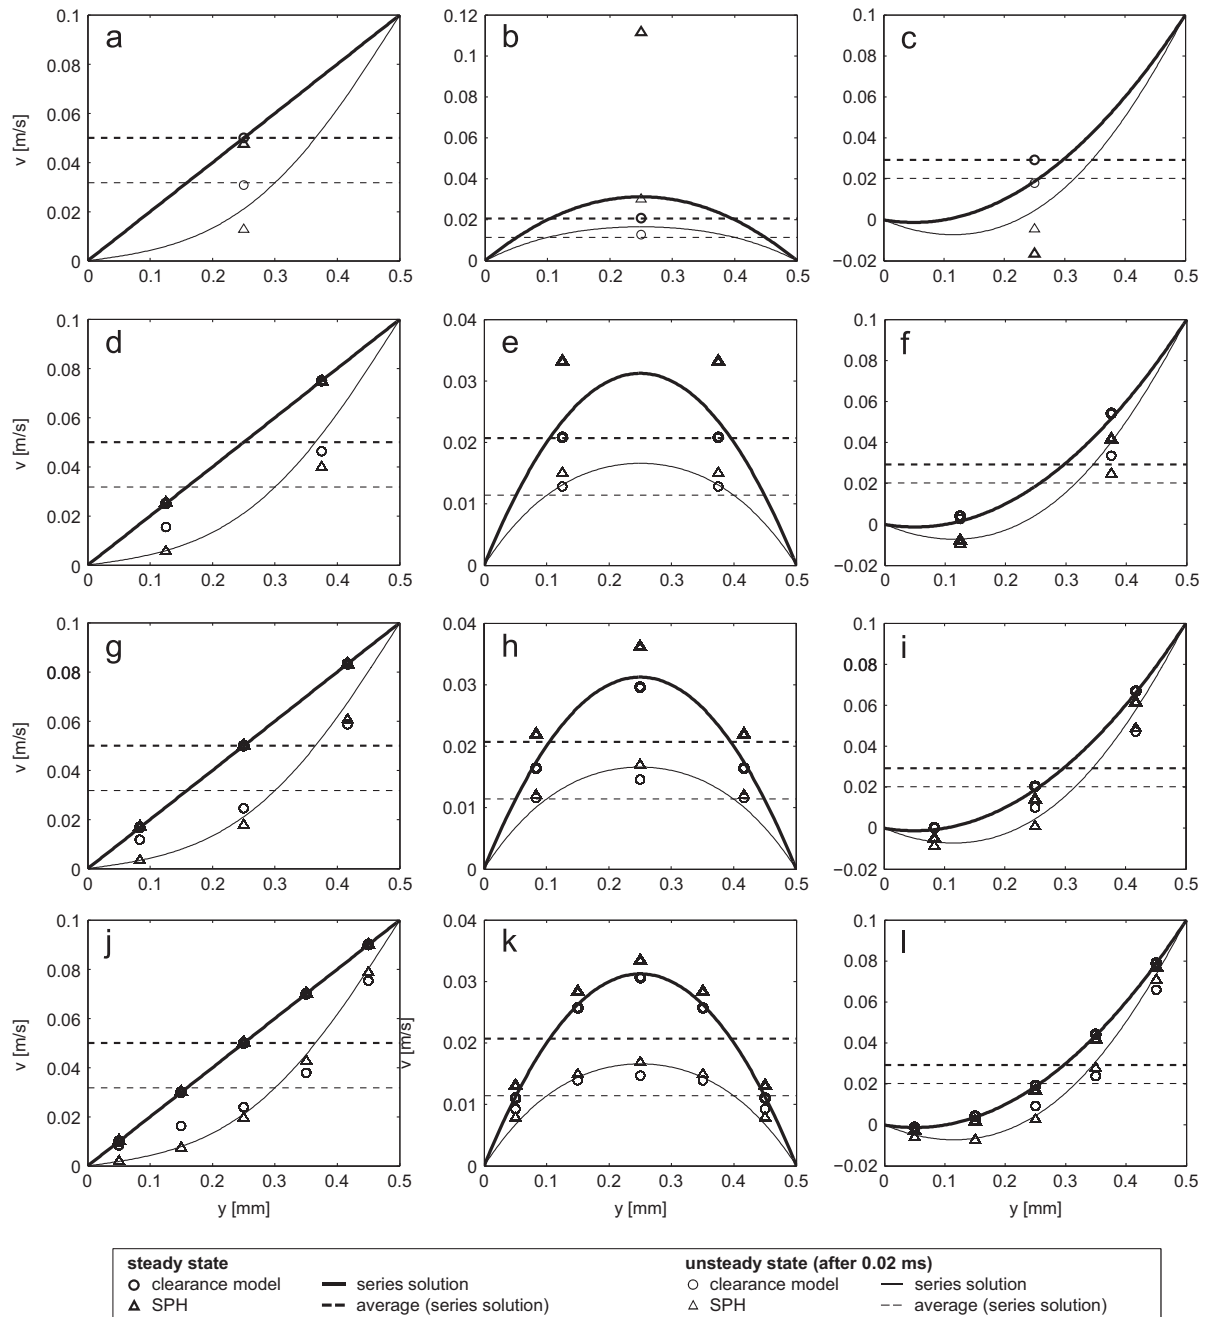 a
b
c
0.1
0.08
0.06
0.04
0.02
0
v [m/s]
0 0.1 0.2 0.3 0.4 0.5
0.12
0.10
0.08
0.06
0.04
0.020
0
0 0.1 0.2 0.3 0.4 0.5
0.1
0.08
0.06
0.04
0.02
0
−0.02
0 0.1 0.2 0.3 0.4 0.5
d
e
f
0.1
0.08
0.06
0.04
0.02
0
v [m/s]
0 0.1 0.2 0.3 0.4 0.5
0.04
0.03
0.02
0.01
0
0 0.1 0.2 0.3 0.4 0.5
0.1
0.08
0.06
0.04
0.02
0
−0.02
0 0.1 0.2 0.3 0.4 0.5
g
h
i
0.1
0.08
0.06
0.04
0.02
0
v [m/s]
0 0.1 0.2 0.3 0.4 0.5
0.04
0.03
0.02
0.01
0
0 0.1 0.2 0.3 0.4 0.5
0.1
0.08
0.06
0.04
0.02
0
−0.02
0 0.1 0.2 0.3 0.4 0.5
j
k
l
0.1
0.08
0.06
0.04
0.02
0
v [m/s]
0 0.1 0.2 0.3 0.4 0.5
y [mm]
0.04
0.03
0.02
0.01
0
v [m/s]
0 0.1 0.2 0.3 0.4 0.5
y [mm]
0.1
0.08
0.06
0.04
0.02
0
−0.02
0 0.1 0.2 0.3 0.4 0.5
y [mm]
steady state
clearance model
series solution
SPH
average (series solution)
unsteady state (after 0.02 ms)
clearance model
series solution
SPH
average (series solution)